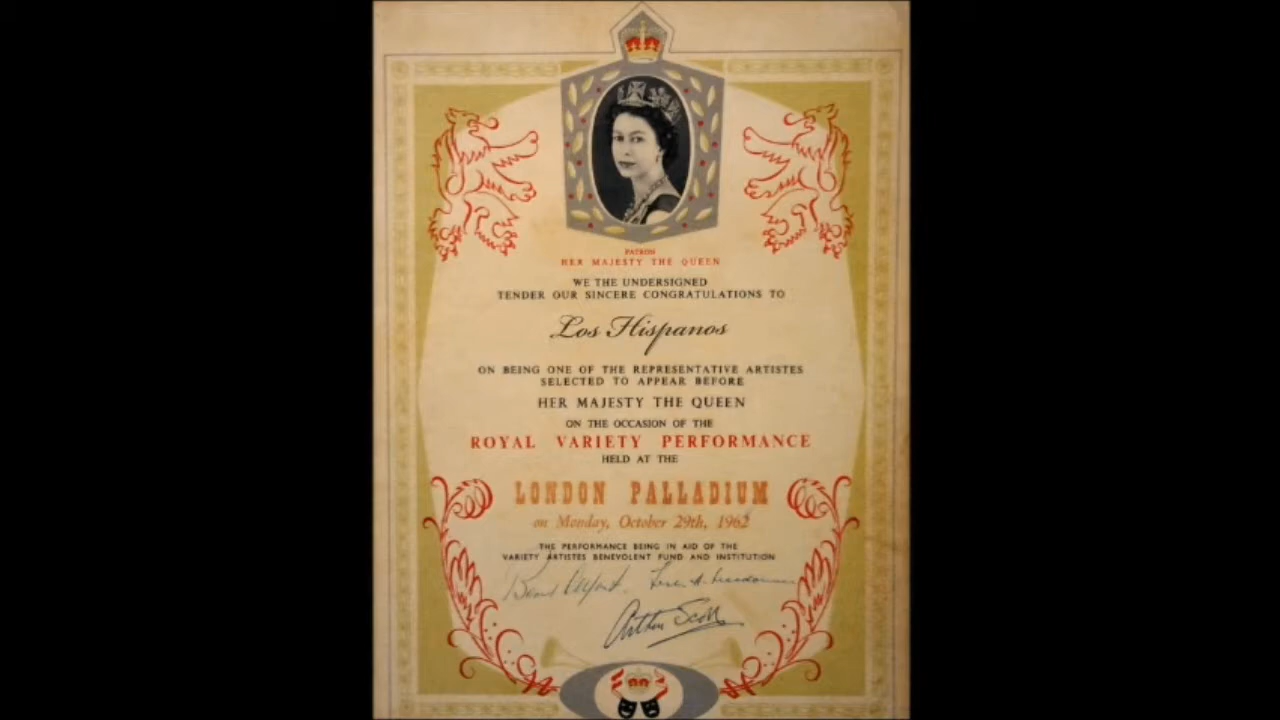 PATRON
HER MAJESTY THE QUEEN
WE THE UNDERSIGNED
TENDER OUR SINCERE CONGRATULATIONS TO
Los Hispanos
ON BEING ONE OF THE REPRESENTATIVE ARTISTES
SELECTED TO APPEAR BEFORE
HER MAJESTY THE QUEEN
ON THE OCCASION OF THE
ROYAL VARIETY PERFORMANCE
HELD AT THE
LONDON PALLADIUM
on Monday, October 29th, 1962
THE PERFORMANCE BEING IN AID OF THE
VARIETY ARTISTES BENEVOLENT FUND AND INSTITUTION
Arthur Scott